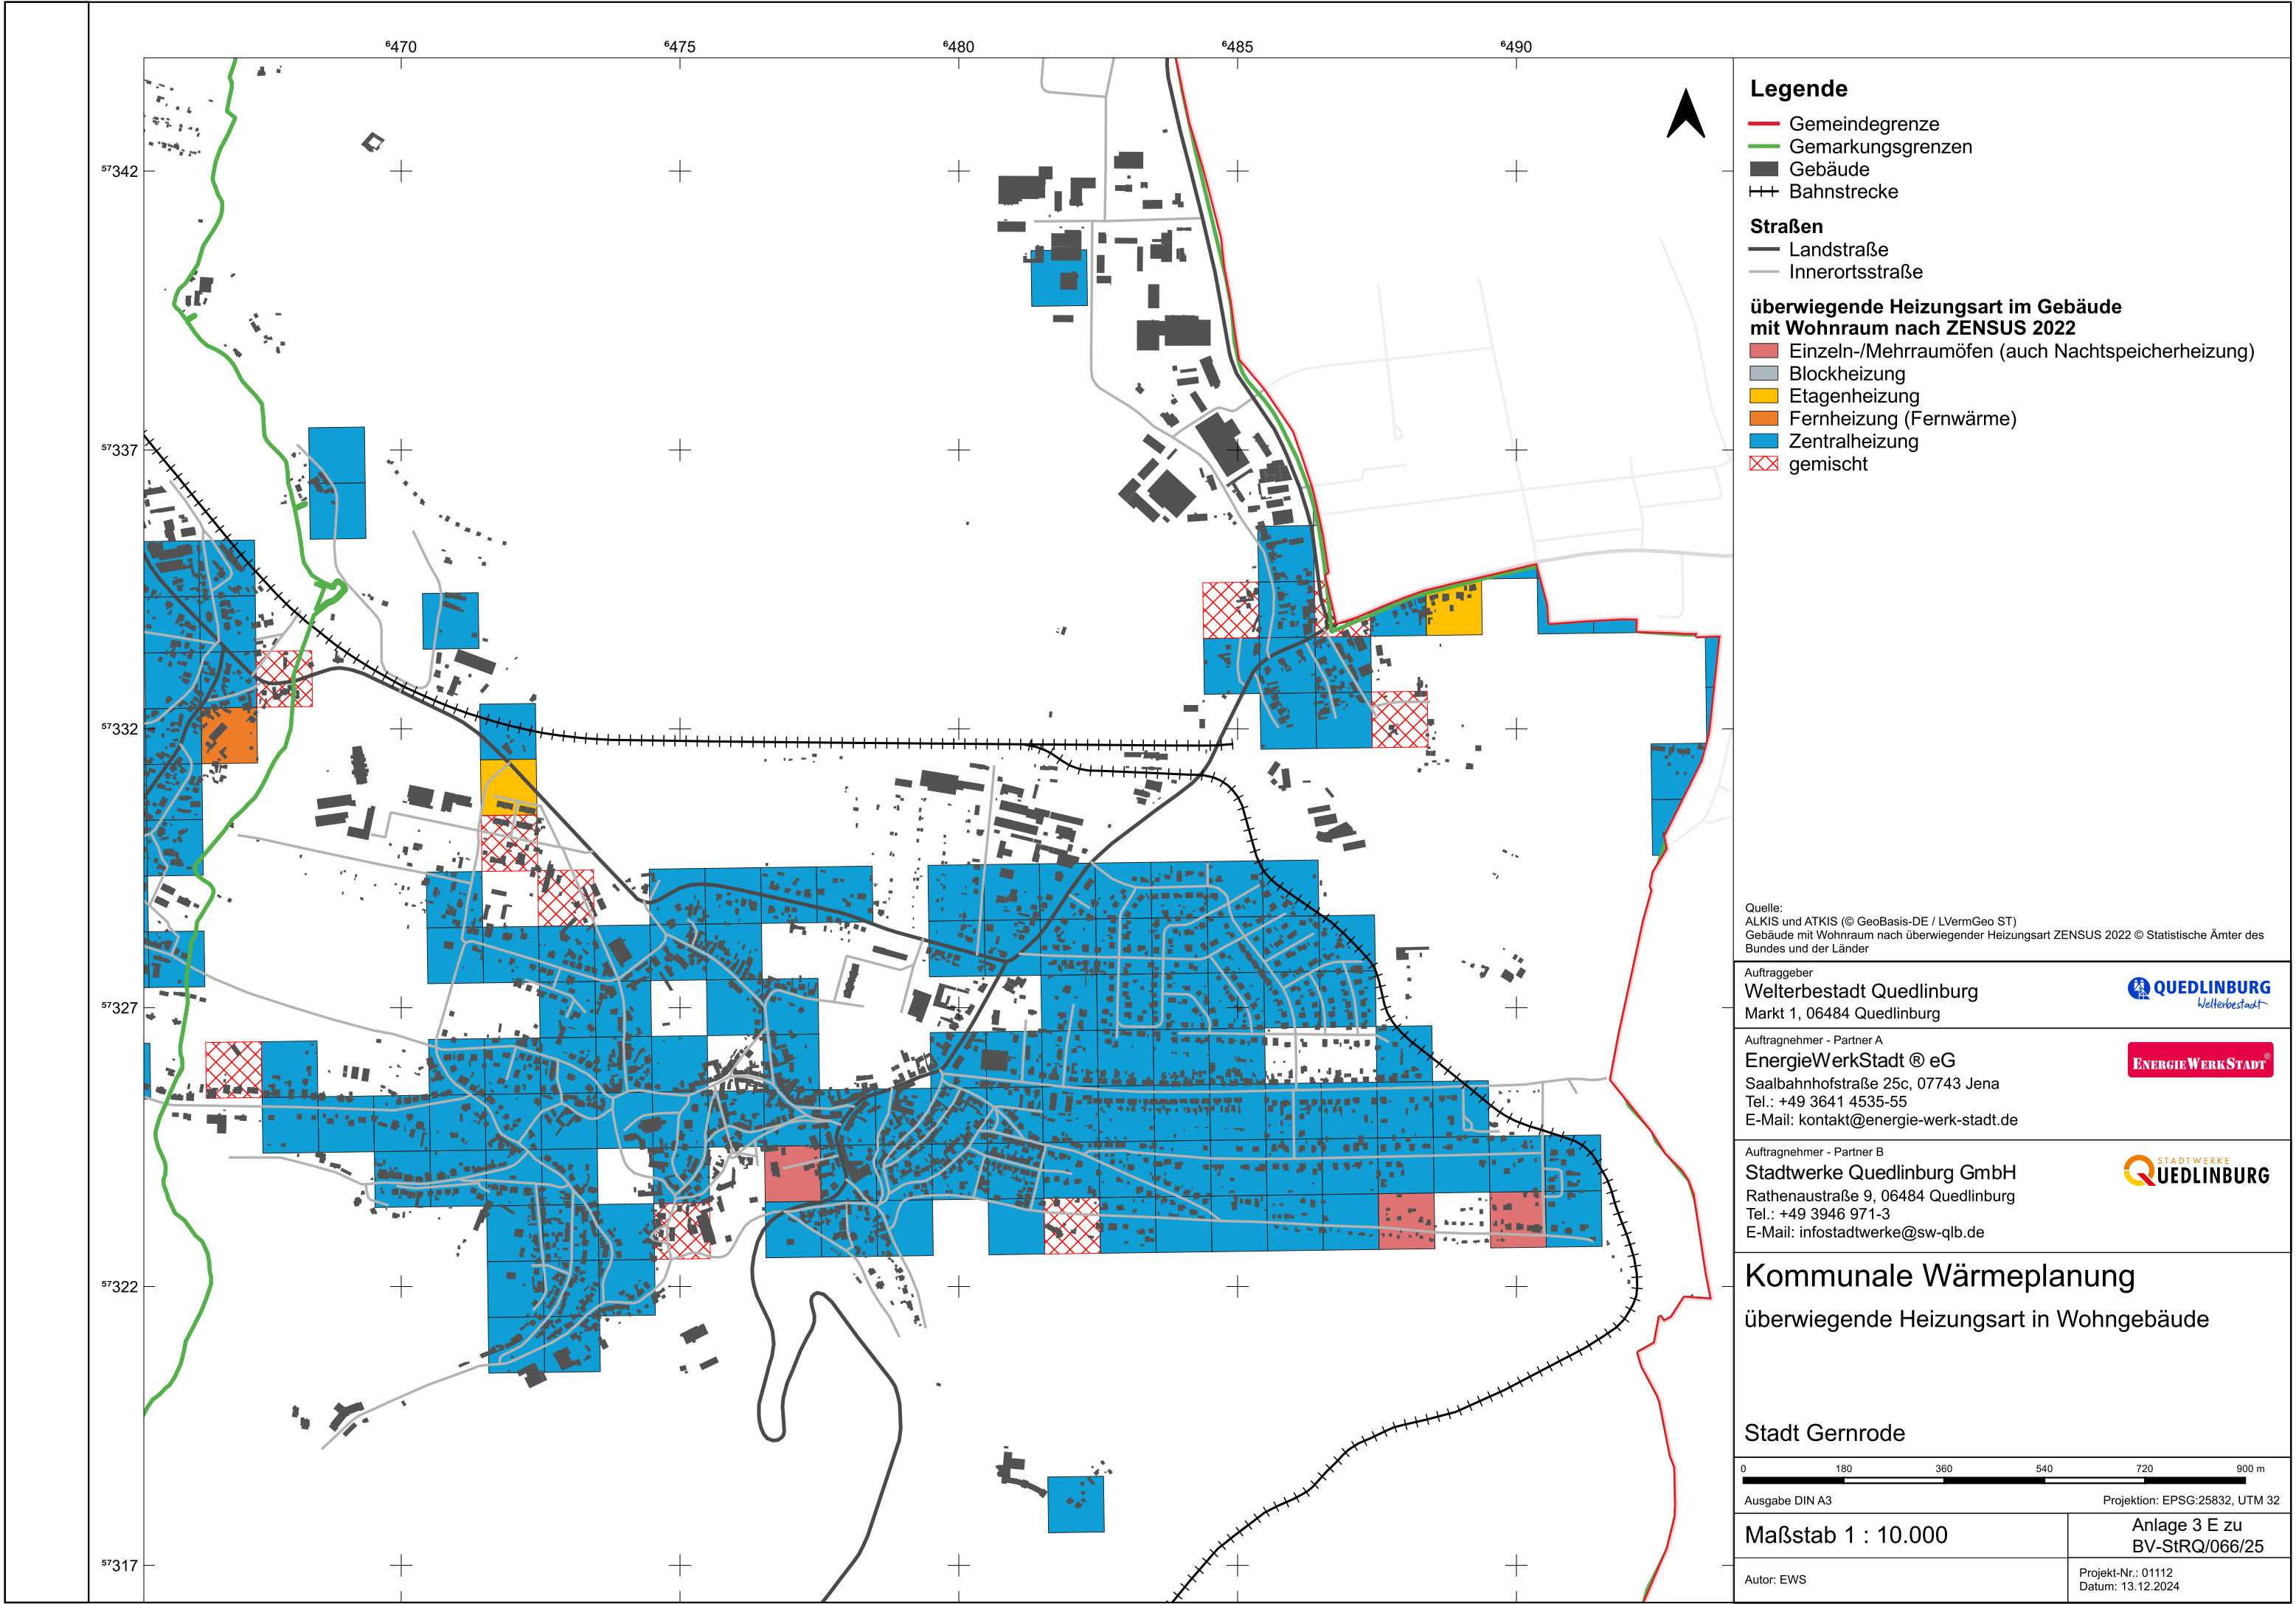 ⁶470
⁶475
⁶480
⁶485
⁶490
⁵⁷342
⁵⁷337
⁵⁷332
⁵⁷327
⁵⁷322
⁵⁷317
Legende
Gemeindegrenze
Gemarkungsgrenzen
Gebäude
Bahnstrecke
Straßen
Landstraße
Innerortsstraße
überwiegende Heizungsart im Gebäude
mit Wohnraum nach ZENSUS 2022
Einzeln-/Mehrraumöfen (auch Nachtspeicherheizung)
Blockheizung
Etagenheizung
Fernheizung (Fernwärme)
Zentralheizung
gemischt
Quelle:
ALKIS und ATKIS (© GeoBasis-DE / LVermGeo ST)
Gebäude mit Wohnraum nach überwiegender Heizungsart ZENSUS 2022 © Statistische Ämter des
Bundes und der Länder
Auftraggeber
Welterbestadt Quedlinburg
Markt 1, 06484 Quedlinburg
QUEDLINBURG
Welterbestadt
Auftragnehmer - Partner A
EnergieWerkStadt ® eG
Saalbahnhofstraße 25c, 07743 Jena
Tel.: +49 3641 4535-55
E-Mail: kontakt@energie-werk-stadt.de
ENERGIEWERKSTADT®
Auftragnehmer - Partner B
Stadtwerke Quedlinburg GmbH
Rathenaustraße 9, 06484 Quedlinburg
Tel.: +49 3946 971-3
E-Mail: infostadtwerke@sw-qlb.de
STADTWERKE
QUEDLINBURG
Kommunale Wärmeplanung
überwiegende Heizungsart in Wohngebäude
Stadt Gernrode
0 180 360 540 720 900 m
Ausgabe DIN A3
Projektion: EPSG:25832, UTM 32
Maßstab 1 : 10.000
Anlage 3 E zu
BV-StRQ/066/25
Autor: EWS
Projekt-Nr.: 01112
Datum: 13.12.2024